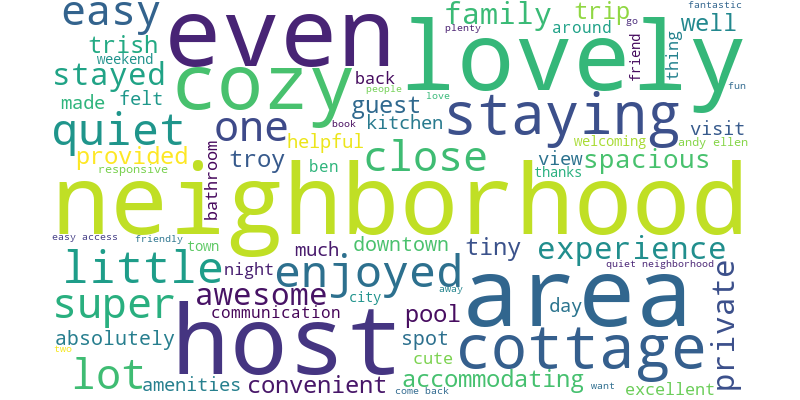 easy
even
lovely
family
trip
fantastic
plenty
go
around
well
trish
weekend
cozy
friend
thing
stayed
back
people
love
fun
made
felt
guest
staying
quiet
one
book
kitchen
visit
helpful
welcoming
andy ellen
provided
troy
close
view
spacious
responsive
bathroom
ben
thanks
neighborhood
easy access
friendly
town
much
downtown
tiny
experience
little
night
enjoyed
quiet neighborhood
area
private
super
awesome
city
away
day
communication
pool
host
absolutely
spot
cottage
two
cute
lot
amenities
convenient
accommodating
come back
want
excellent